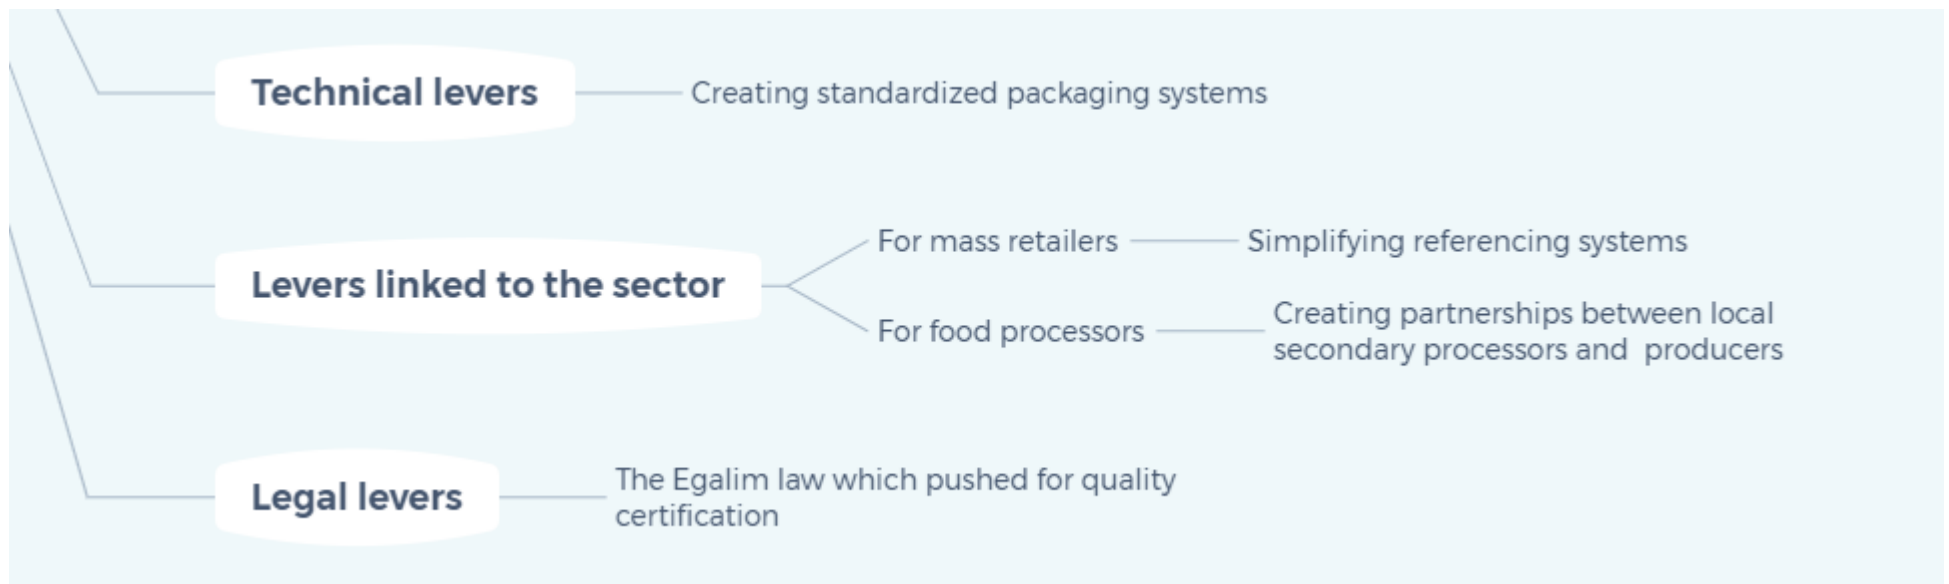 Technical levers
Creating standardized packaging systems
Levers linked to the sector
For mass retailers
Simplifying referencing systems
For food processors
Creating partnerships between local
secondary processors and  producers
Legal levers
The Egalim law which pushed for quality
certification